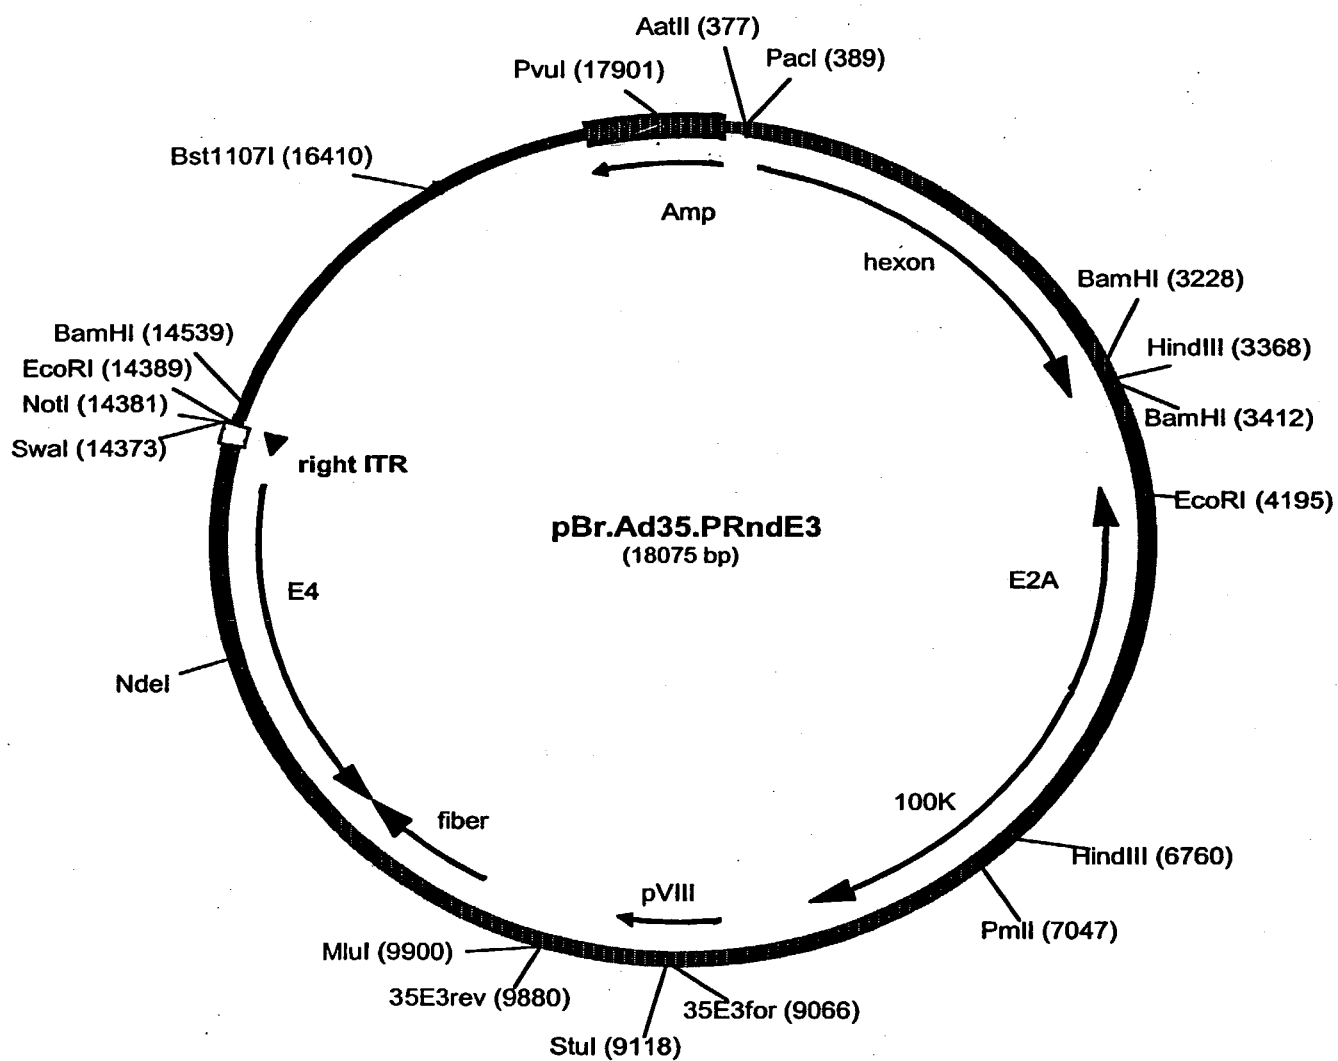 AatII (377)
PacI (389)
PvuI (17901)
Bst1107I (16410)
Amp
hexon
BamHI (3228)
BamHI (14539)
HindIII (3368)
EcoRI (14389)
NotI (14381)
BamHI (3412)
SwaI (14373)
right ITR
EcoRI (4195)
pBr.Ad35.PRndE3
(18075 bp)
E2A
E4
NdeI
100K
fiber
HindIII (6760)
pVIII
PmlI (7047)
MluI (9900)
35E3rev (9880)
35E3for (9066)
StuI (9118)